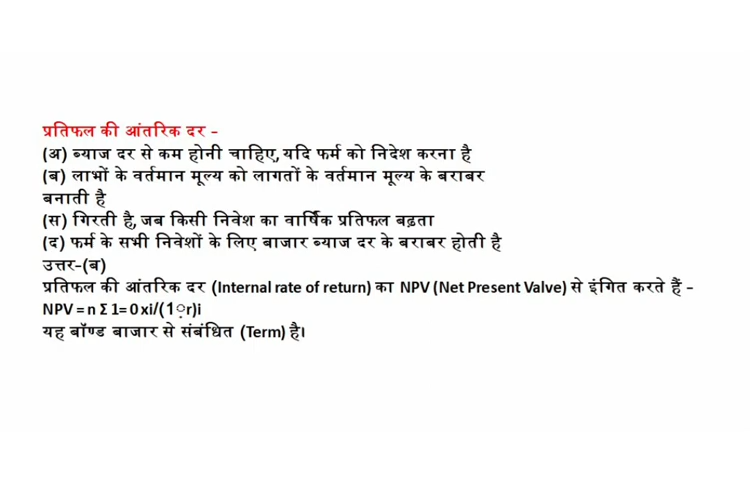 प्रतिफल की आंतरिक दर –
(अ) ब्याज दर से कम होनी चाहिए, यदि फर्म को निदेश करना है
(ब) लाभों के वर्तमान मूल्य को लागतों के वर्तमान मूल्य के बराबर
बनाती है
(स) गिरती है, जब किसी निवेश का वार्षिक प्रतिफल बढ़ता
(द) फर्म के सभी निवेशों के लिए बाजार ब्याज दर के बराबर होती है
उत्तर-(ब)
प्रतिफल की आंतरिक दर (Internal rate of return) का NPV (Net Present Valve) से इंगित करते हैं –
NPV = n Σ 1= 0 xi/(1़r)i
यह बॉण्ड बाजार से संबंधित (Term) है।